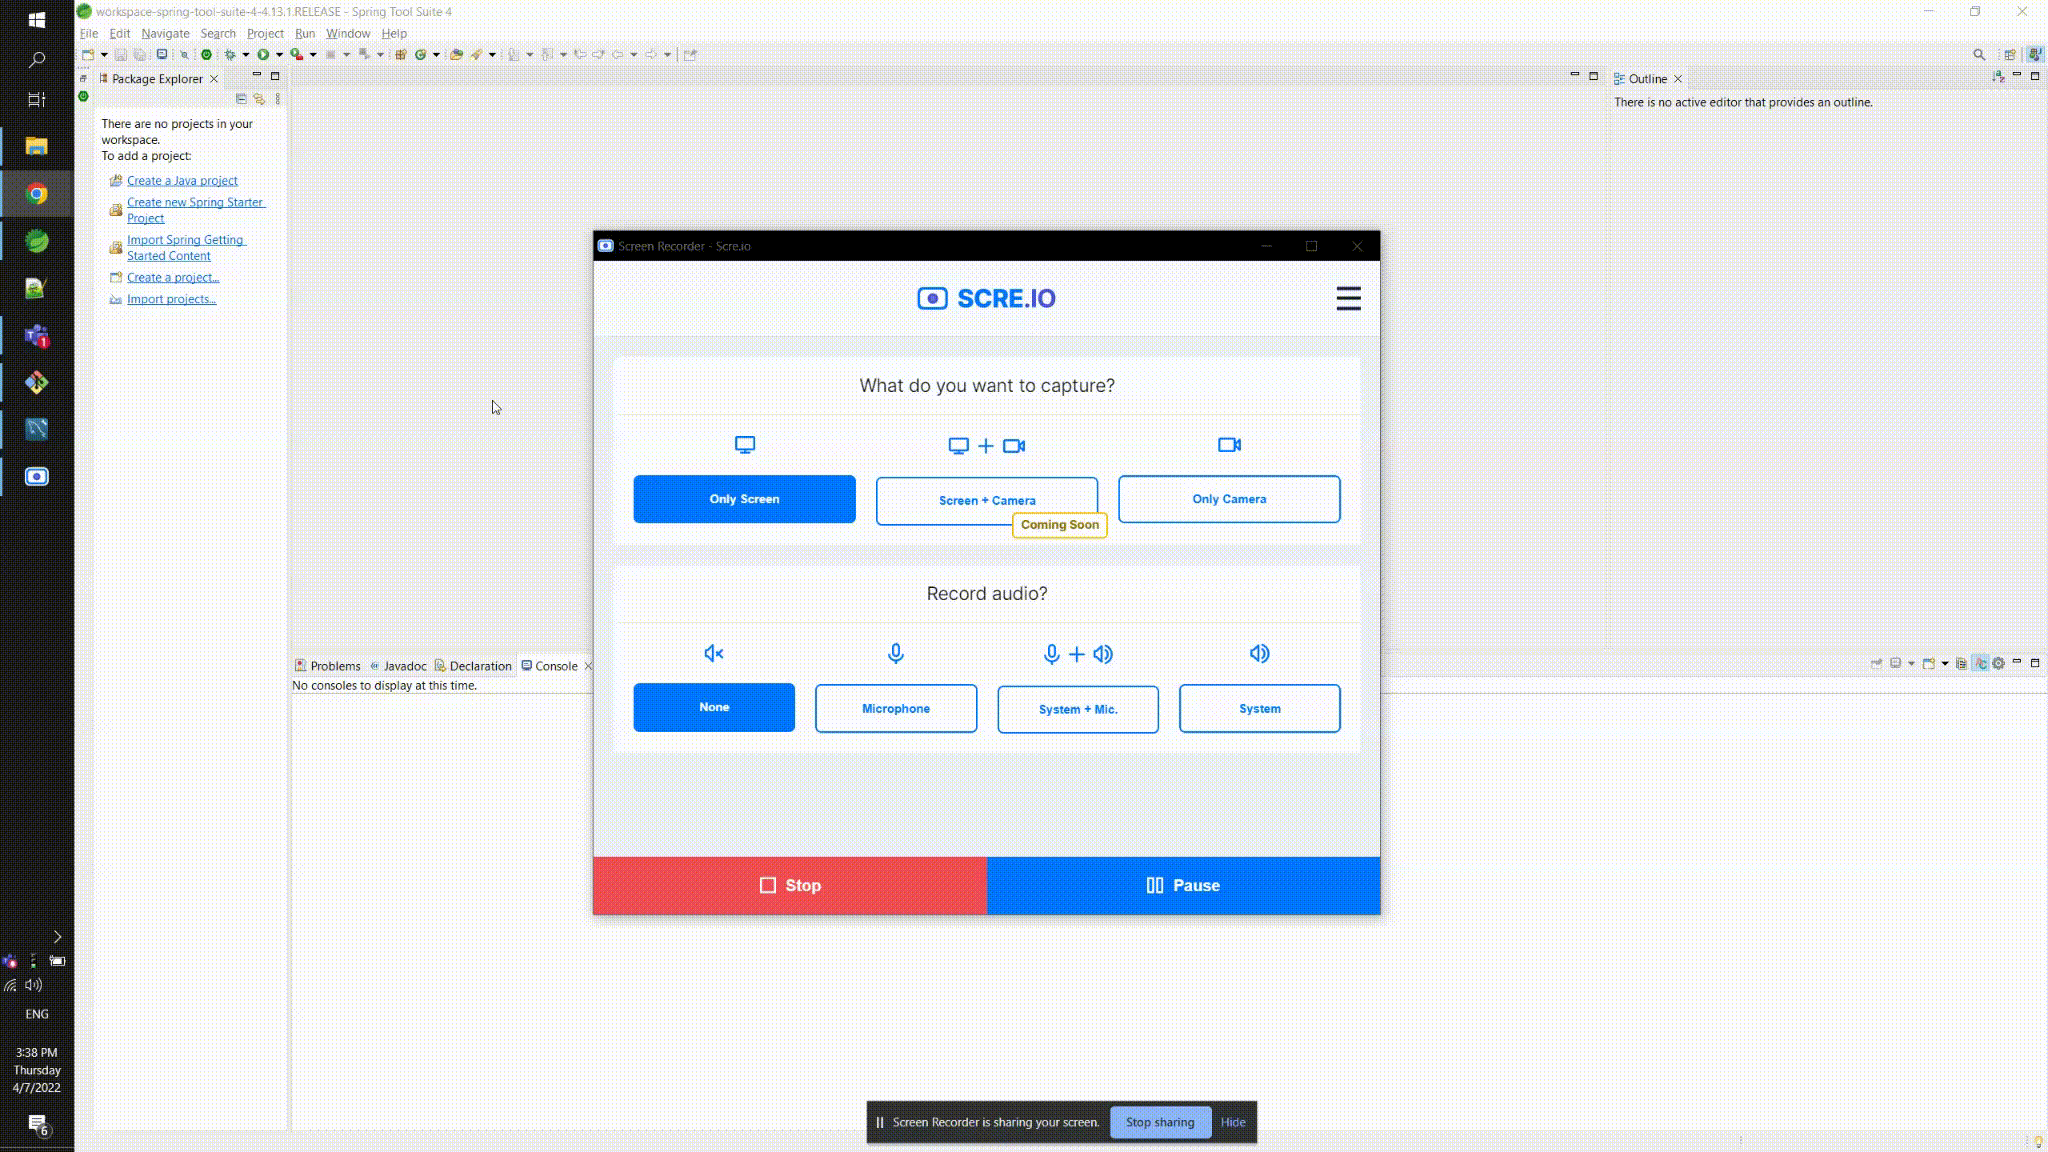 workspace-spring-tool-suite-4-4.13.1.RELEASE - Spring Tool Suite 4
File Edit Navigate Search Project Run Window Help
Package Explorer
There are no projects in your
workspace.
To add a project:
Create a Java project
Create new Spring Starter
Project
Import Spring Getting
Started Content
Create a project...
Import projects...
Outline
There is no active editor that provides an outline.
Screen Recorder - Scre.io
SCRE.IO
What do you want to capture?
Only Screen
Screen + Camera
Only Camera
Coming Soon
Record audio?
None
Microphone
System + Mic.
System
Stop
Pause
Problems Javadoc Declaration Console
No consoles to display at this time.
1
ENG
3:38 PM
Thursday
4/7/2022
6
Screen Recorder is sharing your screen. Stop sharing Hide